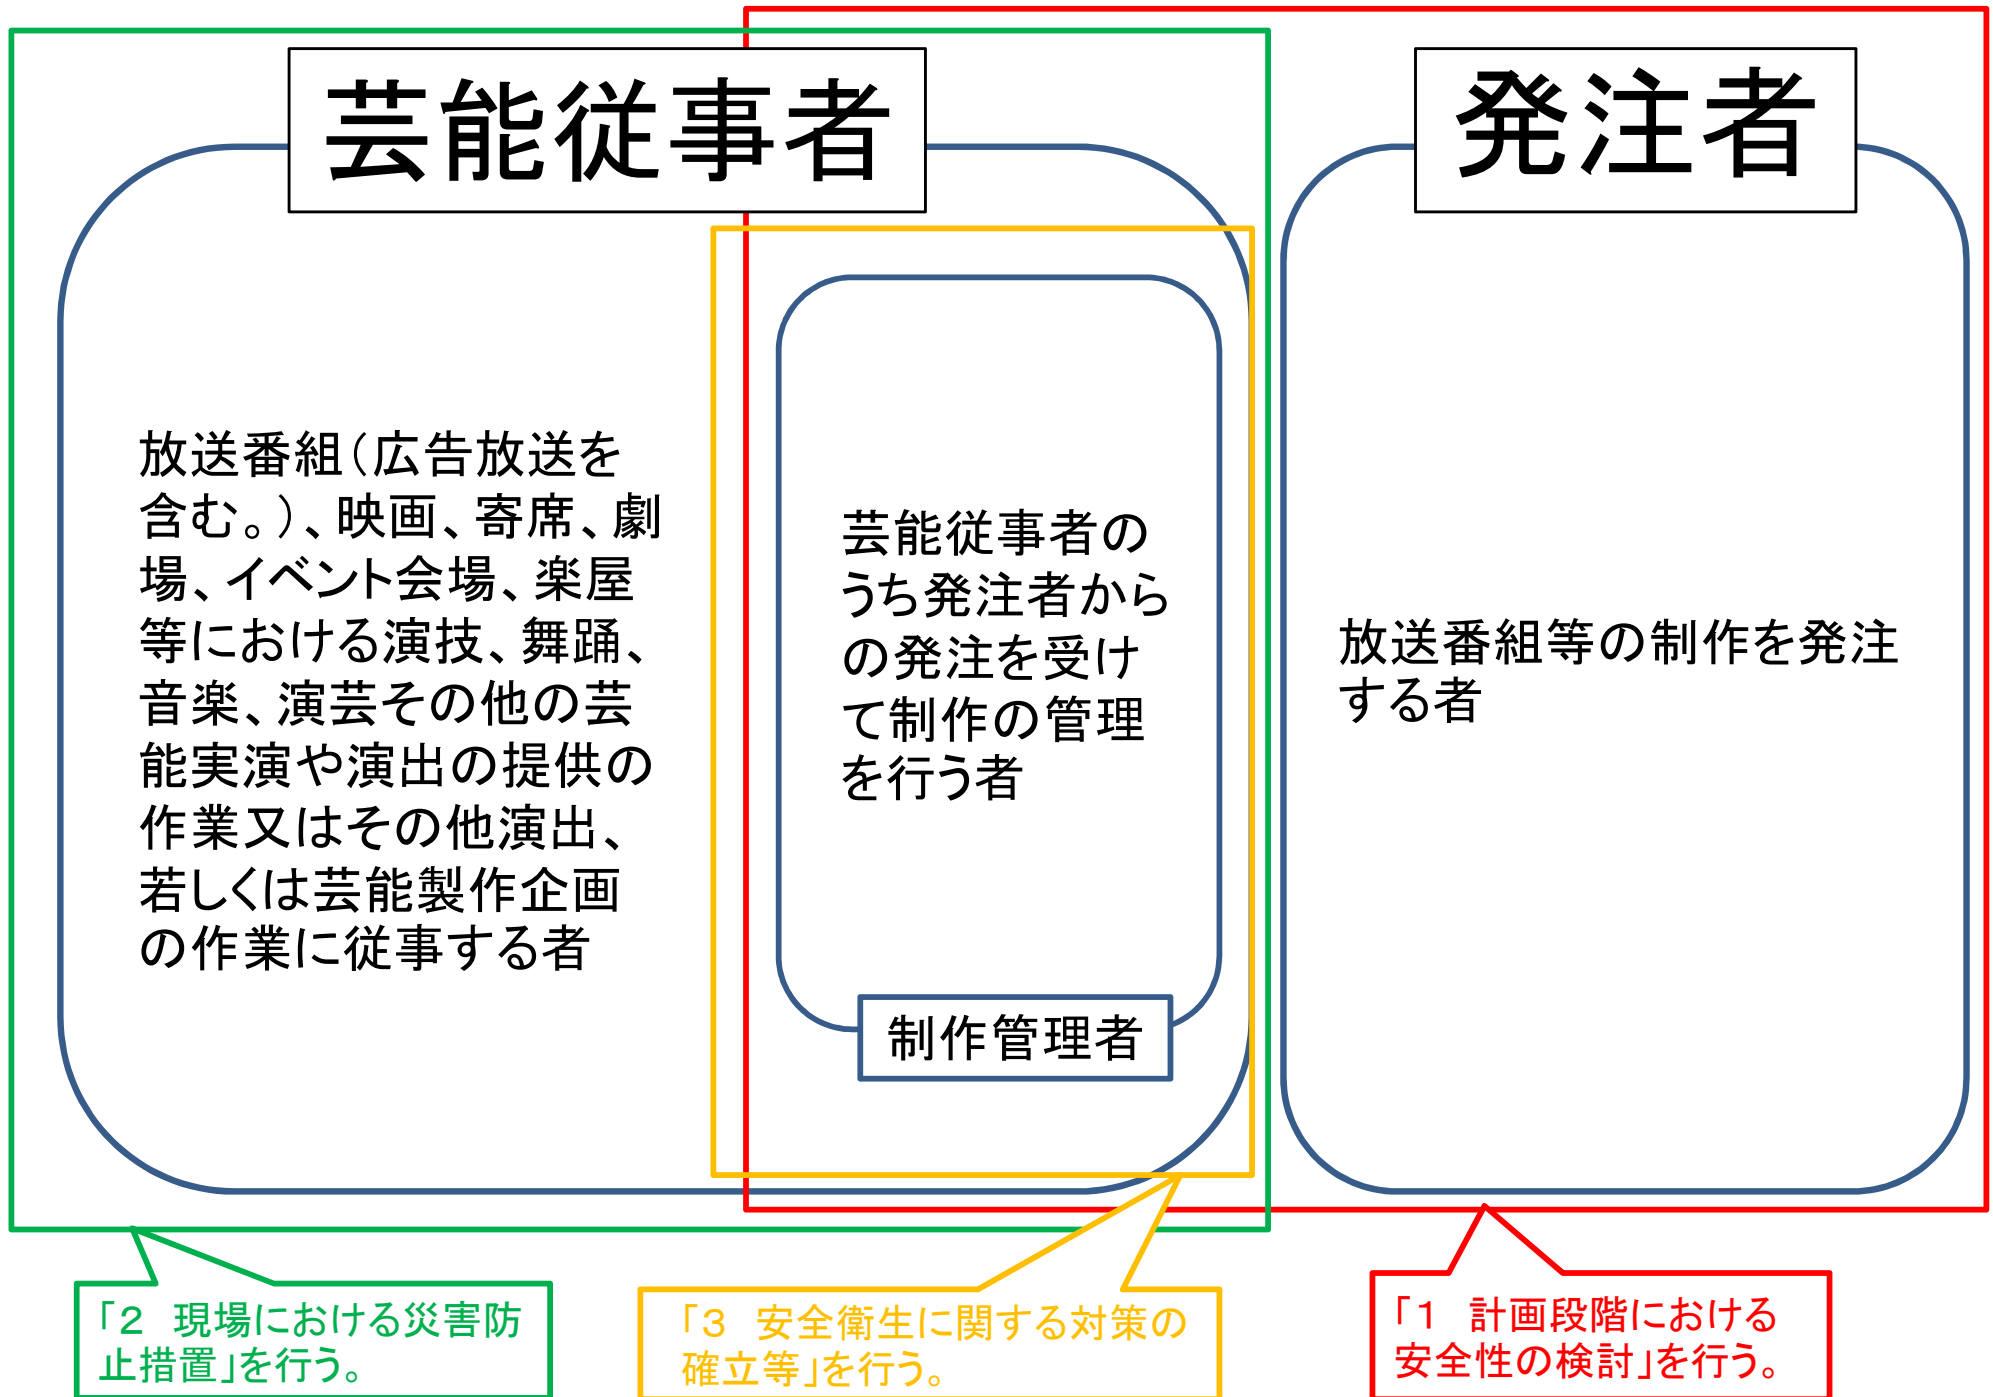 芸能従事者
発注者
放送番組(広告放送を
含む。)、映画、寄席、劇
場、イベント会場、楽屋
等における演技、舞踊、
音楽、演芸その他の芸
能実演や演出の提供の
作業又はその他演出、
若しくは芸能製作企画
の作業に従事する者
芸能従事者の
うち発注者から
の発注を受け
て制作の管理
を行う者
制作管理者
放送番組等の制作を発注
する者
「2　現場における災害防
止措置」を行う。
「3　安全衛生に関する対策の
確立等」を行う。
「1　計画段階における
安全性の検討」を行う。